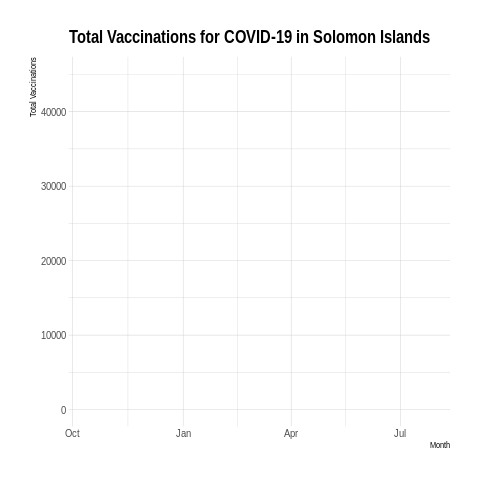 Total Vaccinations for COVID-19 in Solomon Islands
Total Vaccinations
40000
30000
20000
10000
0
Oct Jan Apr Jul
Month